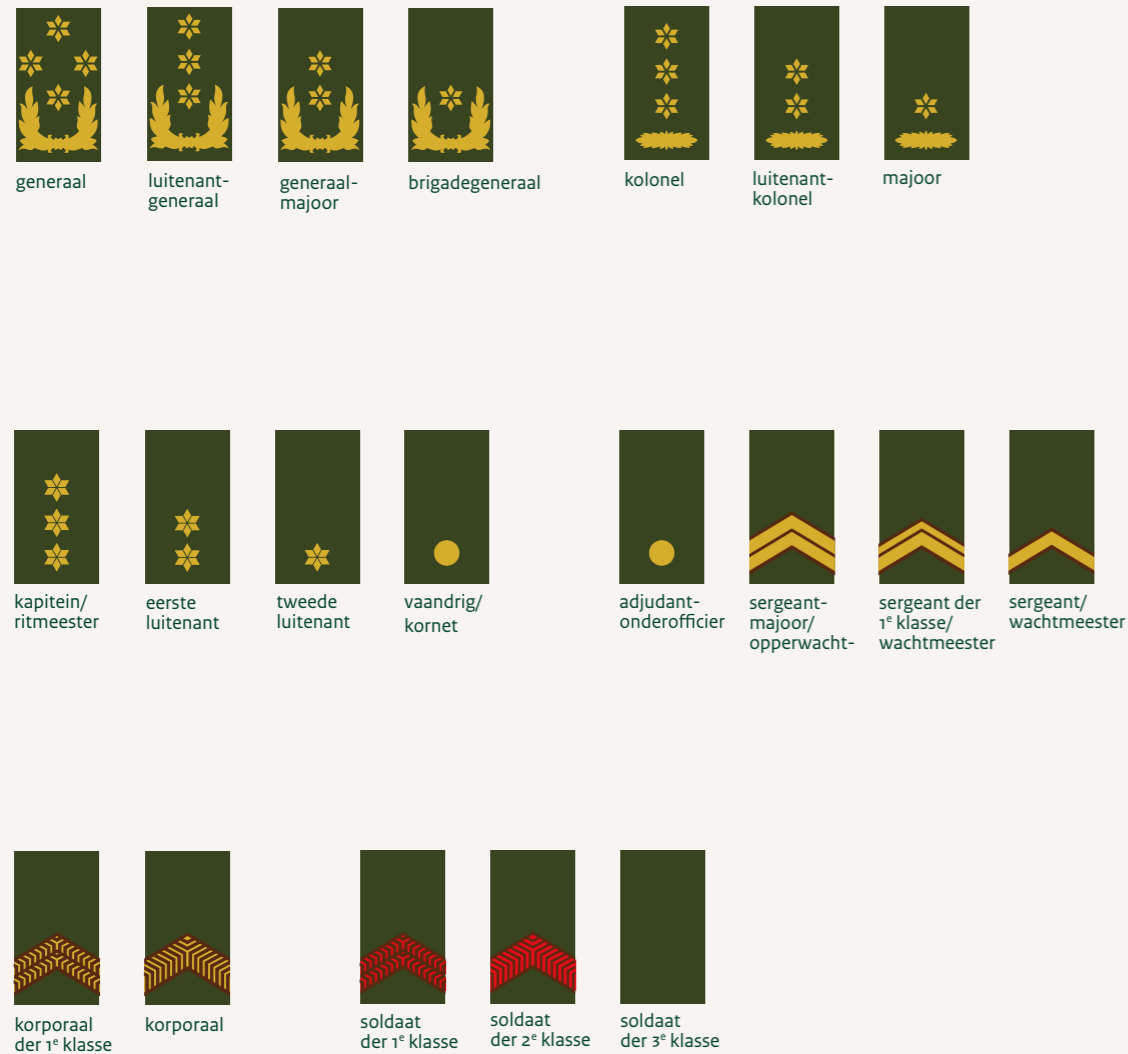 generaal
luitenant-
generaal
generaal-
majoor
brigadegeneraal
kolonel
luitenant-
kolonel
majoor
kapitein/
ritmeester
eerste
luitenant
tweede
luitenant
vaandrig/
kornet
adjudant-
onderofficier
sergeant-
majoor/
opperwacht-
sergeant der
1e klasse/
wachtmeester
sergeant/
wachtmeester
korporaal
der 1e klasse
korporaal
soldaat
der 1e klasse
soldaat
der 2e klasse
soldaat
der 3e klasse